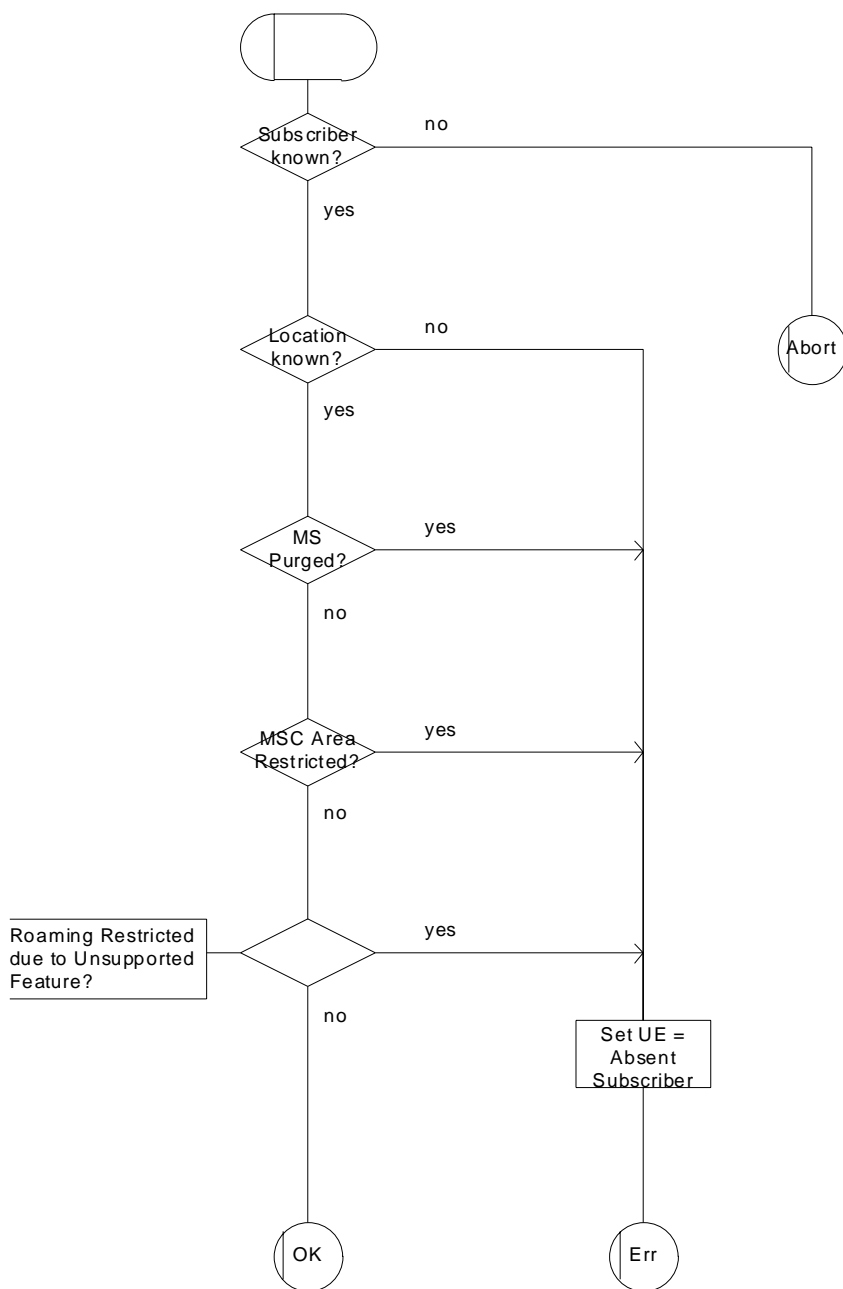 Subscriber
known?
no
yes
Location
known?
no
Abort
yes
MS
Purged?
yes
no
MSC Area
Restricted?
yes
no
Roaming Restricted
due to Unsupported
Feature?
yes
no
Set UE =
Absent
Subscriber
OK
Err